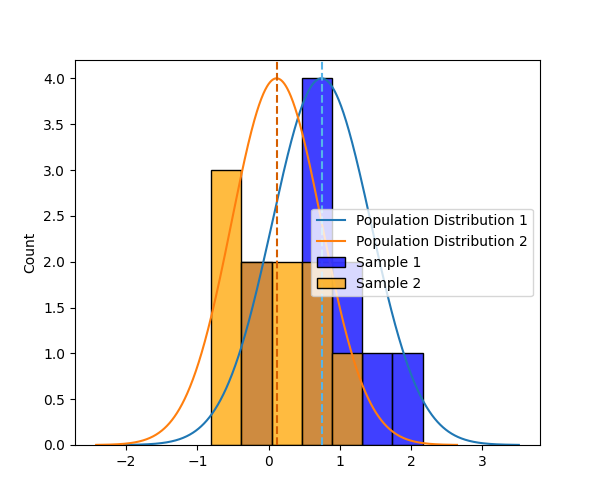 4.0
3.5
3.0
2.5
2.0
1.5
1.0
0.5
0.0
Count
Population Distribution 1
Population Distribution 2
Sample 1
Sample 2
−2 −1 0 1 2 3